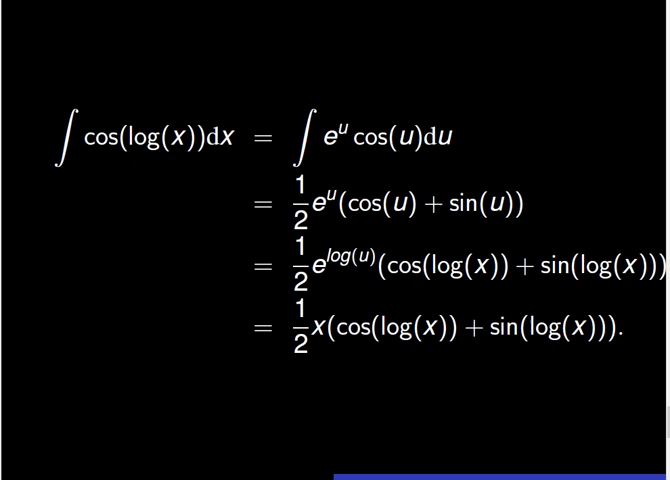 ∫ cos(log(x))dx = ∫ e^u cos(u)du
= 1/2 e^u(cos(u) + sin(u))
= 1/2 e^log(u)(cos(log(x)) + sin(log(x)))
= 1/2 x(cos(log(x)) + sin(log(x))).